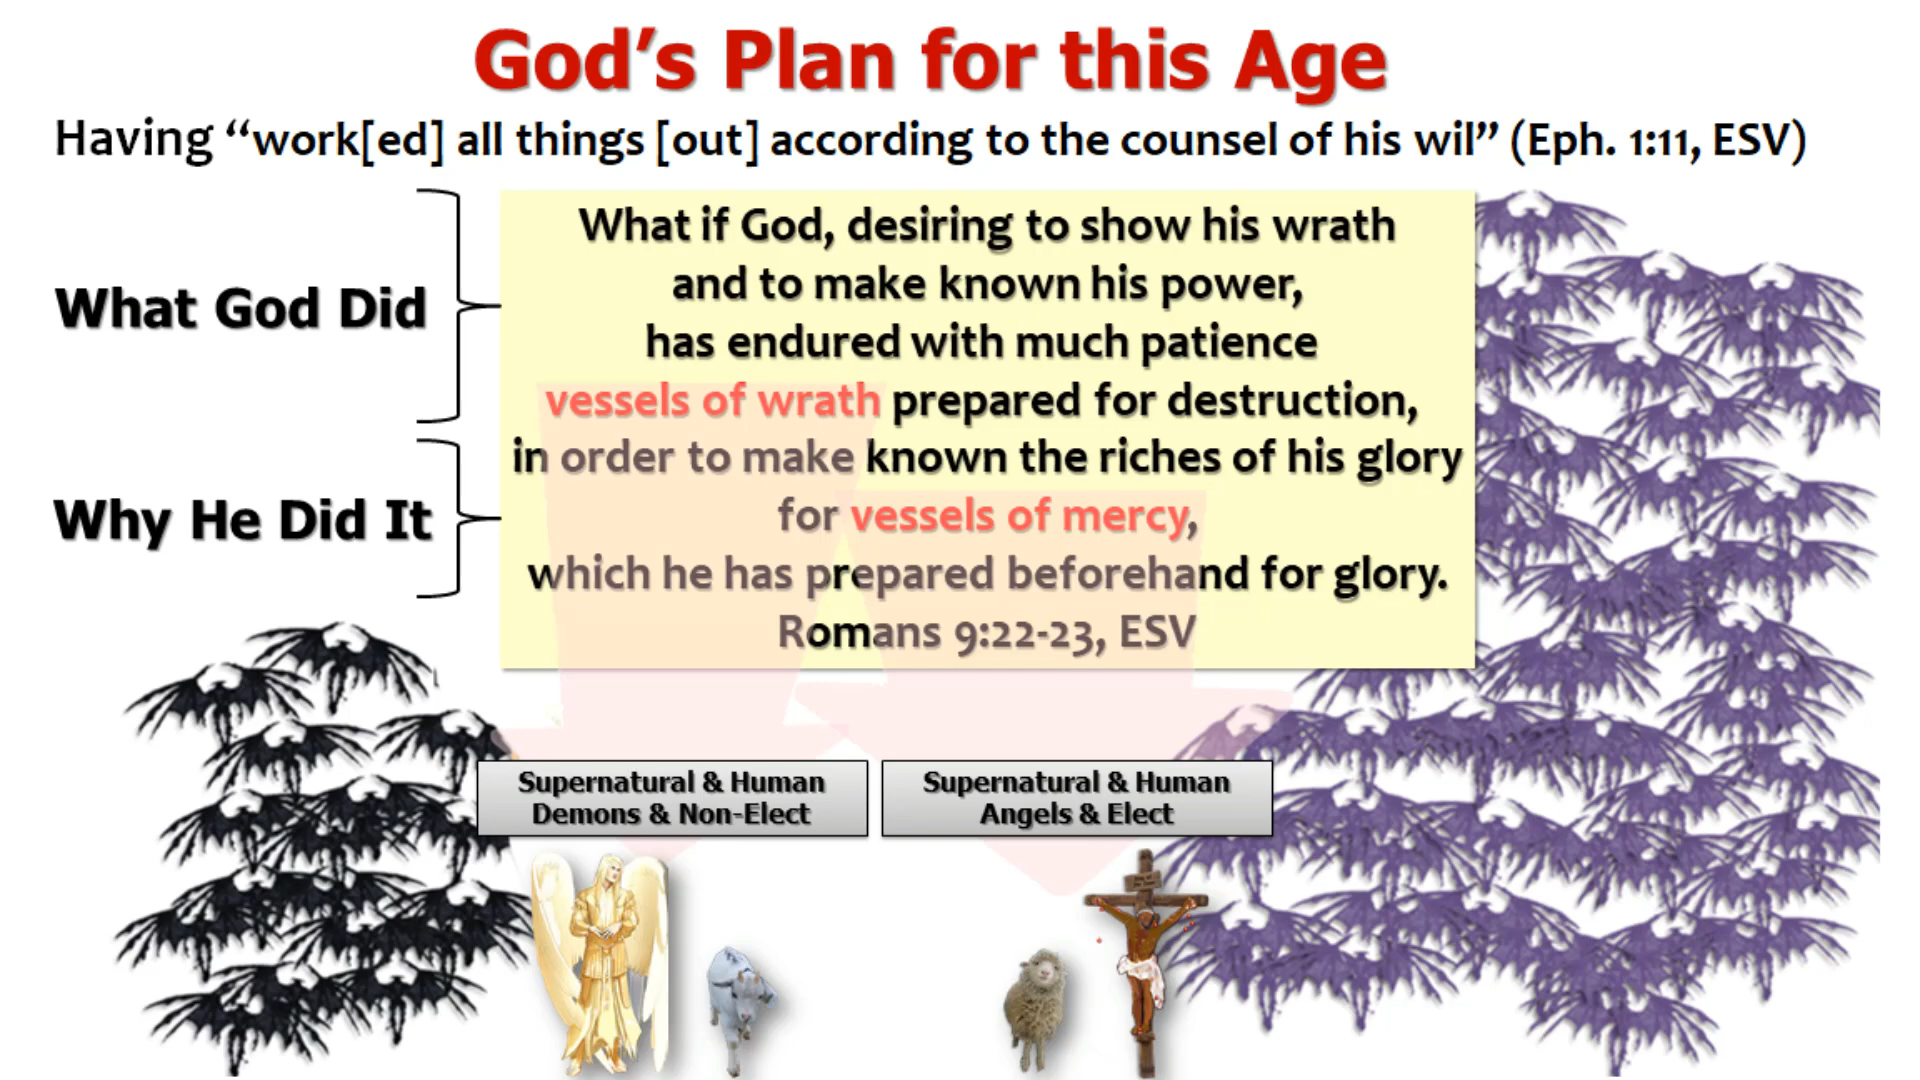 God’s Plan for this Age
Having “work[ed] all things [out] according to the counsel of his wil” (Eph. 1:11, ESV)
What God Did
What if God, desiring to show his wrath
and to make known his power,
has endured with much patience
vessels of wrath prepared for destruction,
Why He Did It
in order to make known the riches of his glory
for vessels of mercy,
which he has prepared beforehand for glory.
Romans 9:22-23, ESV
Supernatural & Human
Demons & Non-Elect
Supernatural & Human
Angels & Elect